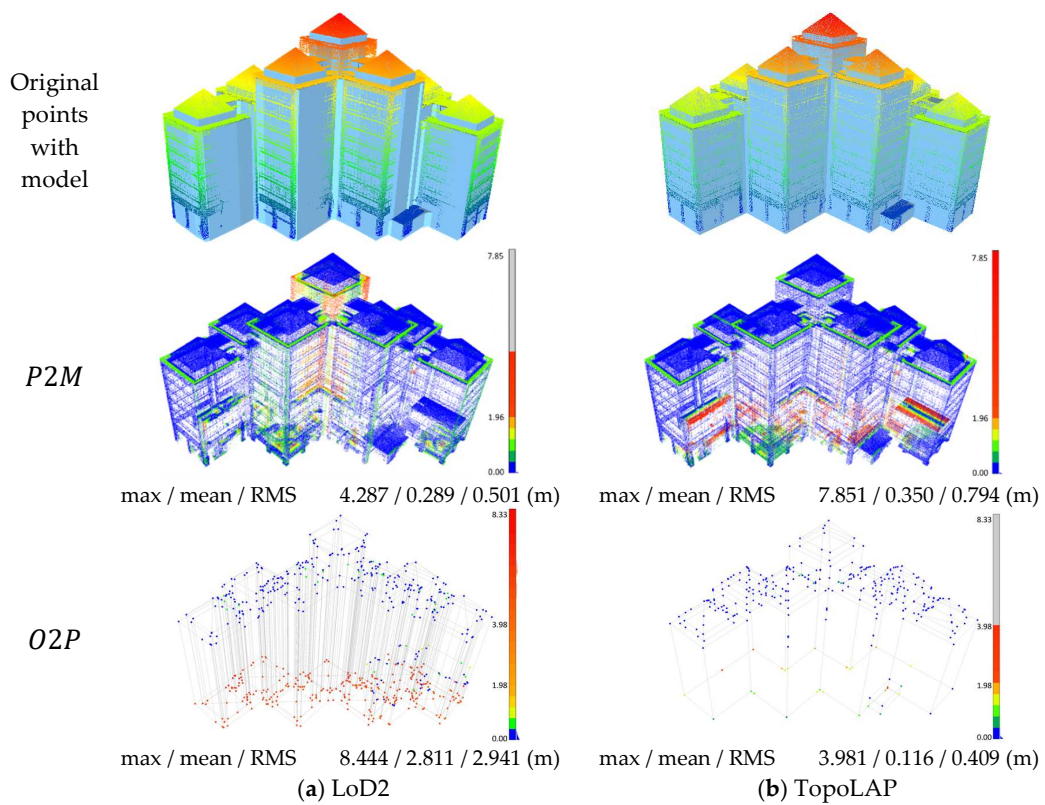 Original
points
with
model
7.85
1.96
0.00
7.85
1.96
0.00
P2M
max / mean / RMS 4.287 / 0.289 / 0.501 (m)
max / mean / RMS 7.851 / 0.350 / 0.794 (m)
8.33
3.98
1.98
0.00
8.33
3.98
1.98
0.00
O2P
max / mean / RMS 8.444 / 2.811 / 2.941 (m)
max / mean / RMS 3.981 / 0.116 / 0.409 (m)
(a) LoD2
(b) TopoLAP